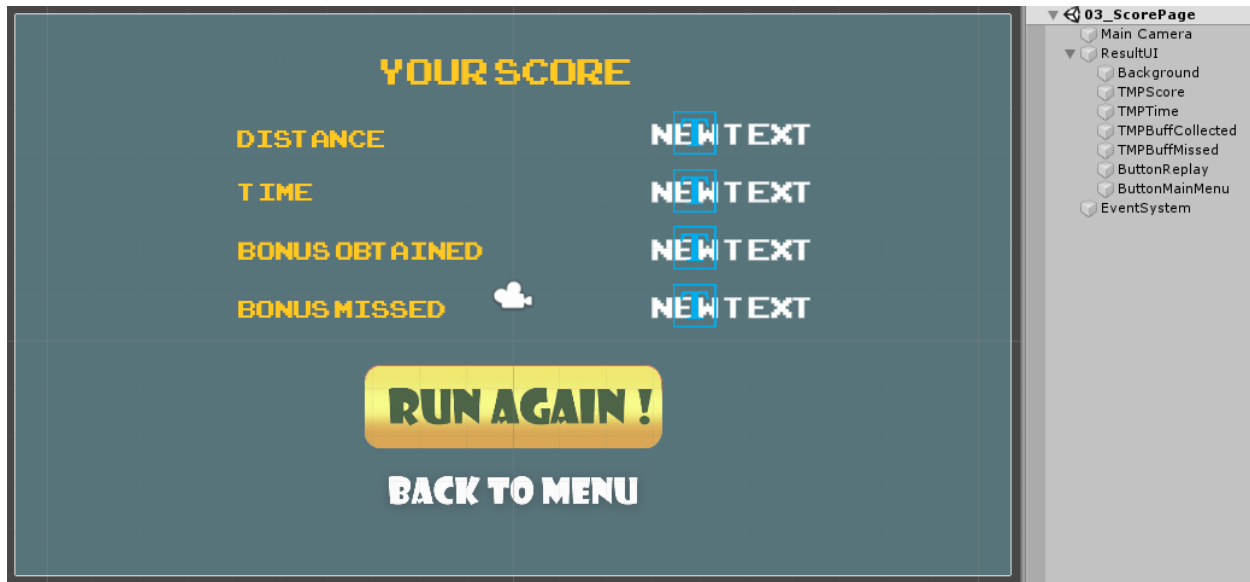 YOUR SCORE
DISTANCE NEW TEXT
TIME NEW TEXT
BONUS OBTAINED NEW TEXT
BONUS MISSED NEW TEXT
RUN AGAIN !
BACK TO MENU
03_ScorePage
Main Camera
ResultUI
Background
TMPScore
TMPTime
TMPBuffCollected
TMPBuffMissed
ButtonReplay
ButtonMainMenu
EventSystem